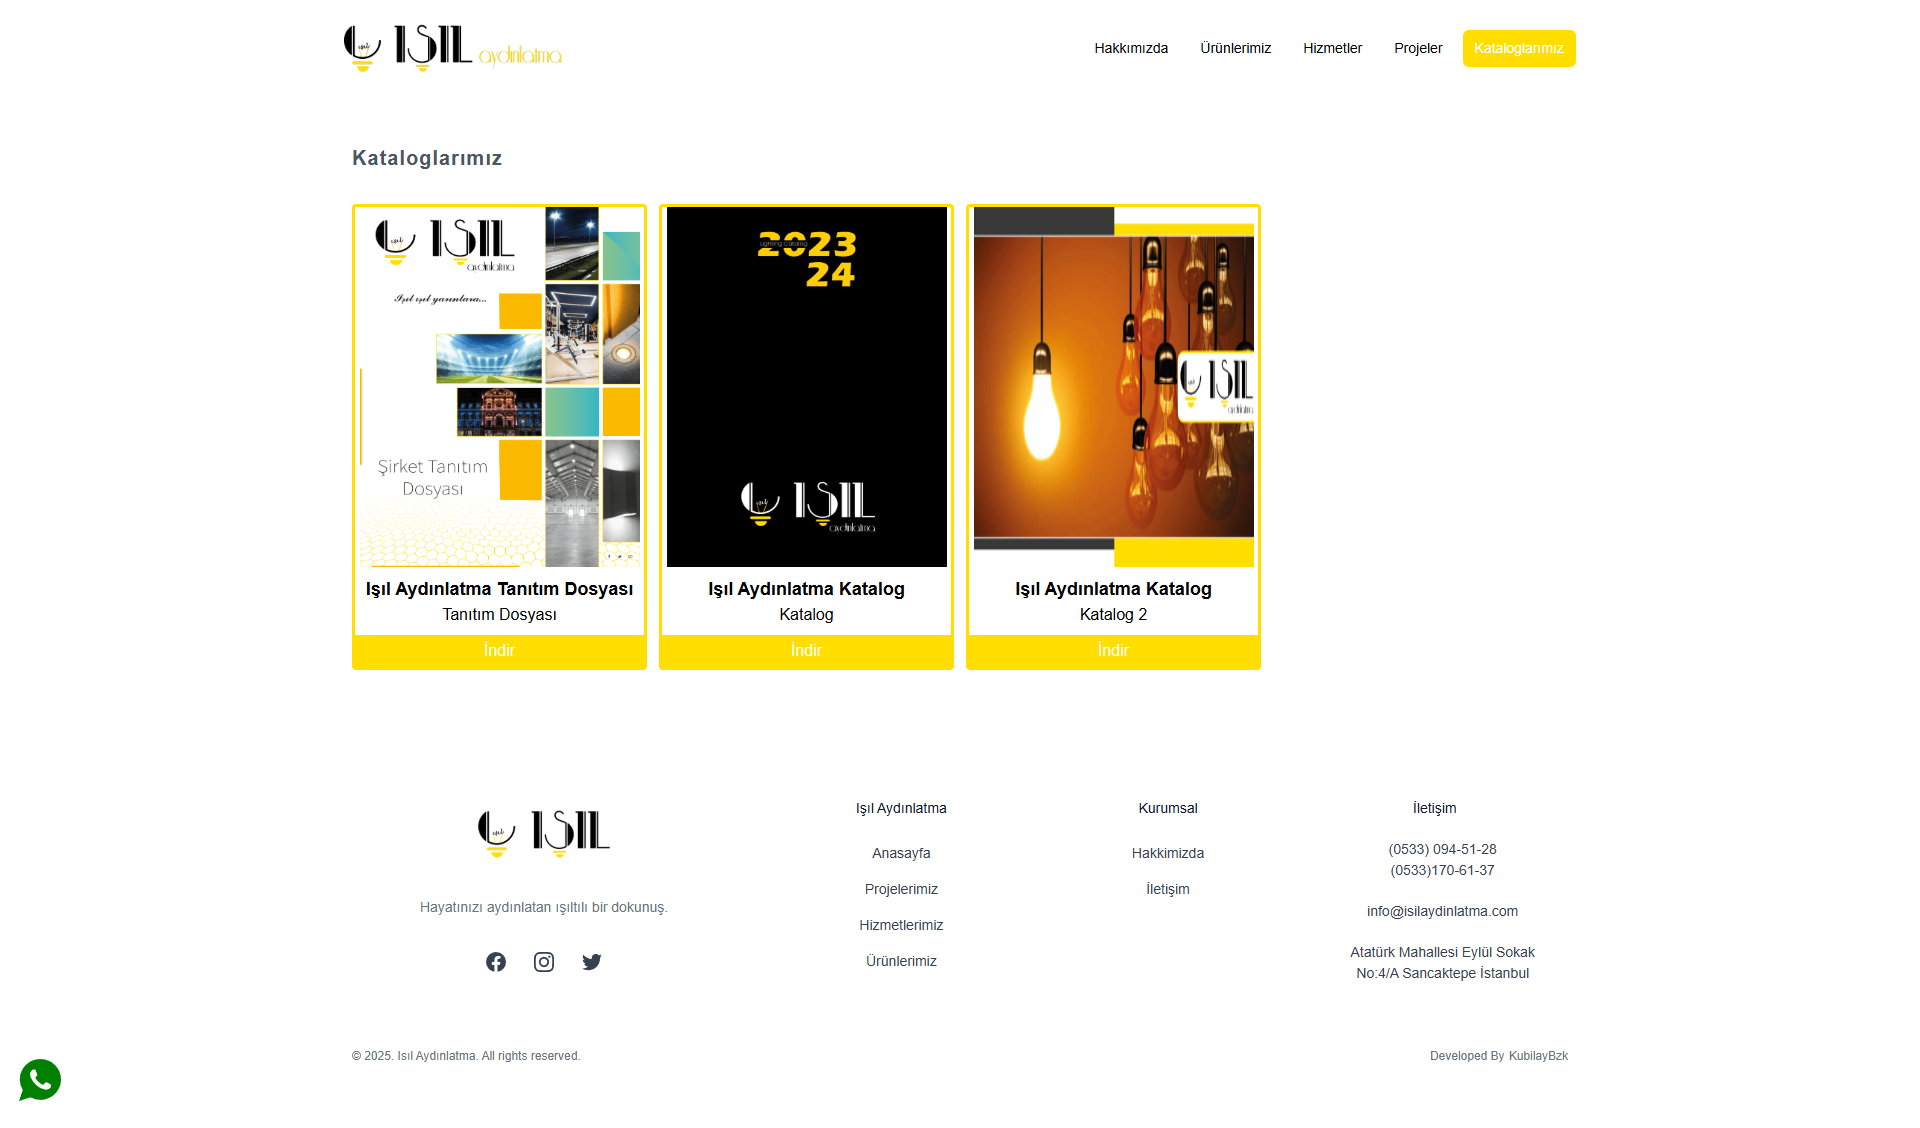 ışıl IŞIL aydınlatma
Hakkımızda
Ürünlerimiz
Hizmetler
Projeler
Kataloglarımız
Kataloglarımız
ışıl IŞIL
aydınlatma
Işıl ışıl yarınlara...
Şirket Tanıtım
Dosyası
Işıl Aydınlatma Tanıtım Dosyası
Tanıtım Dosyası
İndir
2023
Lighting Catalog
24
ışıl IŞIL
aydınlatma
Işıl Aydınlatma Katalog
Katalog
İndir
IŞIL
aydınlatma
Işıl Aydınlatma Katalog
Katalog 2
İndir
ışıl IŞIL
Hayatınızı aydınlatan ışıltılı bir dokunuş.
Işıl Aydınlatma
Anasayfa
Projelerimiz
Hizmetlerimiz
Ürünlerimiz
Kurumsal
Hakkimizda
İletişim
İletişim
(0533) 094-51-28
(0533)170-61-37
info@isilaydinlatma.com
Atatürk Mahallesi Eylül Sokak
No:4/A Sancaktepe İstanbul
© 2025. Isıl Aydınlatma. All rights reserved.
Developed By KubilayBzk